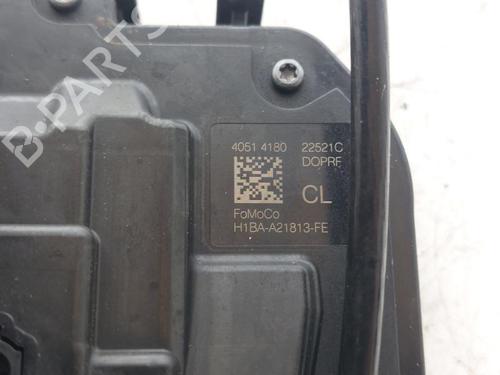 B-PARTS
4051 4180 22521C
DOPRF
CL
FoMoCo
H1BA-A21813-FE